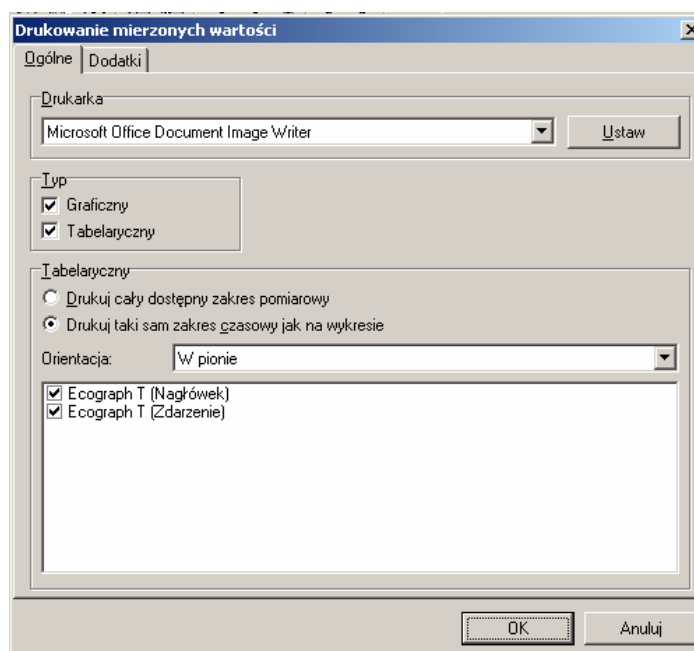 Drukowanie mierzonych wartości
Ogólne Dodatki
Drukarka
Microsoft Office Document Image Writer Ustaw
Typ
Graficzny
Tabelaryczny
Tabelaryczny
Drukuj cały dostępny zakres pomiarowy
Drukuj taki sam zakres czasowy jak na wykresie
Orientacja: W pionie
Ecograph T (Nagłówek)
Ecograph T (Zdarzenie)
OK Anuluj